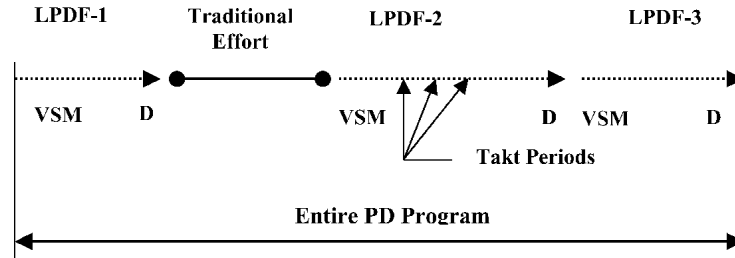 LPDF-1
Traditional
Effort
LPDF-2
LPDF-3
VSM D VSM D VSM D
Takt Periods
Entire PD Program